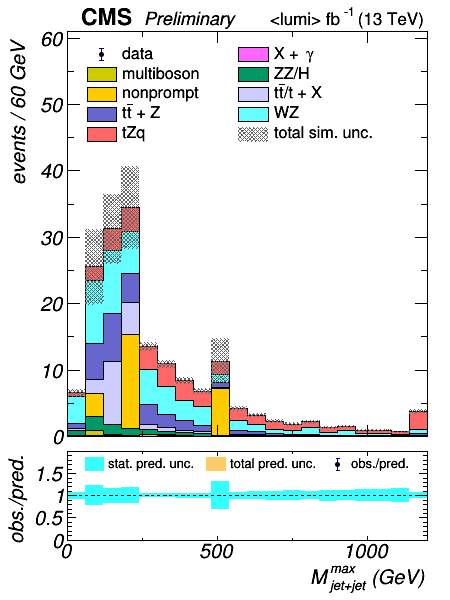 CMS Preliminary <lumi> fb⁻¹ (13 TeV)
events / 60 GeV
60
50
40
30
20
10
0
data
multiboson
nonprompt
tt̄ + Z
tZq
X + γ
ZZ/H
tt̄/t + X
WZ
total sim. unc.
obs./pred.
1.5
1
0.5
0
stat. pred. unc. total pred. unc. obs./pred.
0 500 1000
M^{max}_{jet+jet} (GeV)